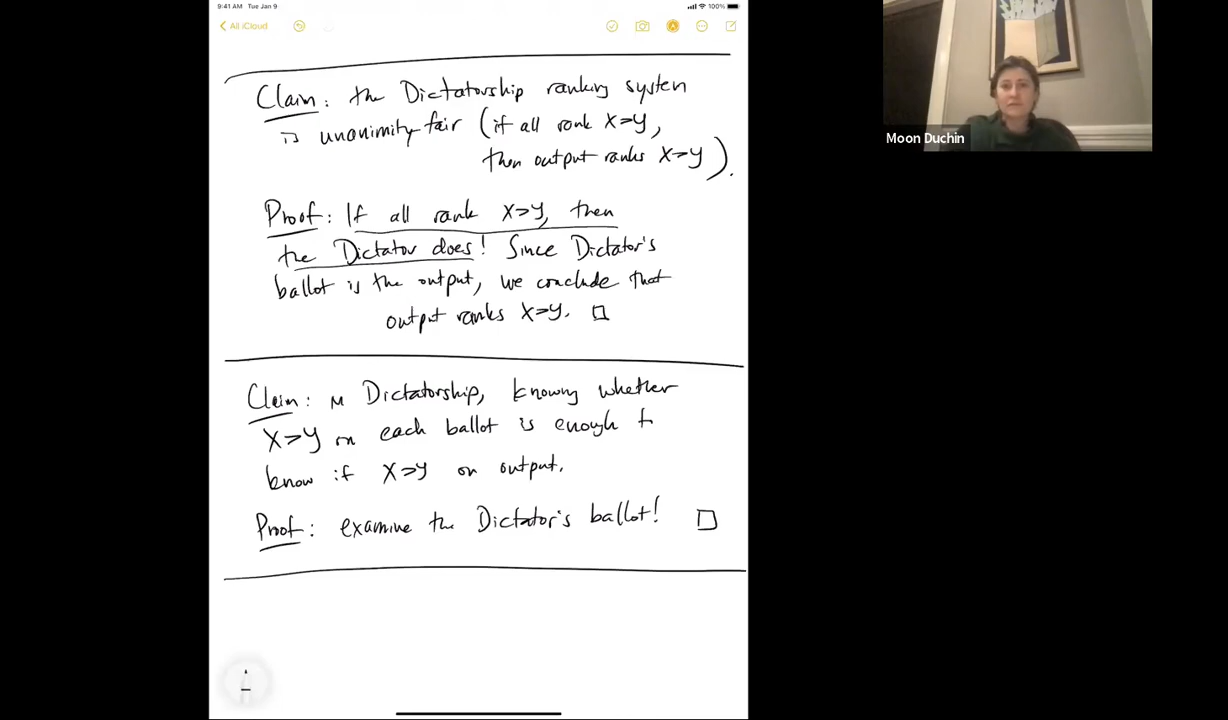 9:41 AM Tue Jan 9
100%
All iCloud
Claim: the Dictatorship ranking system
is unanimity fair (if all rank X>Y,
then output ranks X>Y).
Proof: If all rank X>Y, then
the Dictator does! Since Dictator's
ballot is the output, we conclude that
output ranks X>Y. □
Claim: in Dictatorship, knowing whether
X>Y on each ballot is enough to
know if X>Y on output.
Proof: examine the Dictator's ballot! □
Moon Duchin